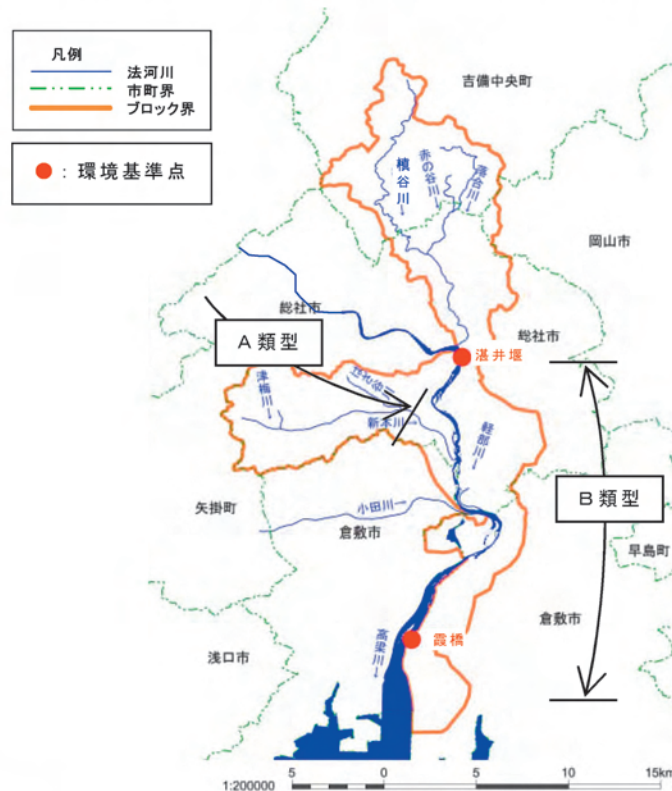 凡例
法河川
市町界
ブロック界
●：環境基準点
吉備中央町
槙谷川→
赤の谷川→
落合川→
岡山市
総社市
A類型
総社市
湛井堰
津梅川→
新本川→
軽部川→
B類型
矢掛町
小田川→
倉敷市
早島町
倉敷市
霞橋
高梁川→
浅口市
1:200000
5 0 5 10 15km